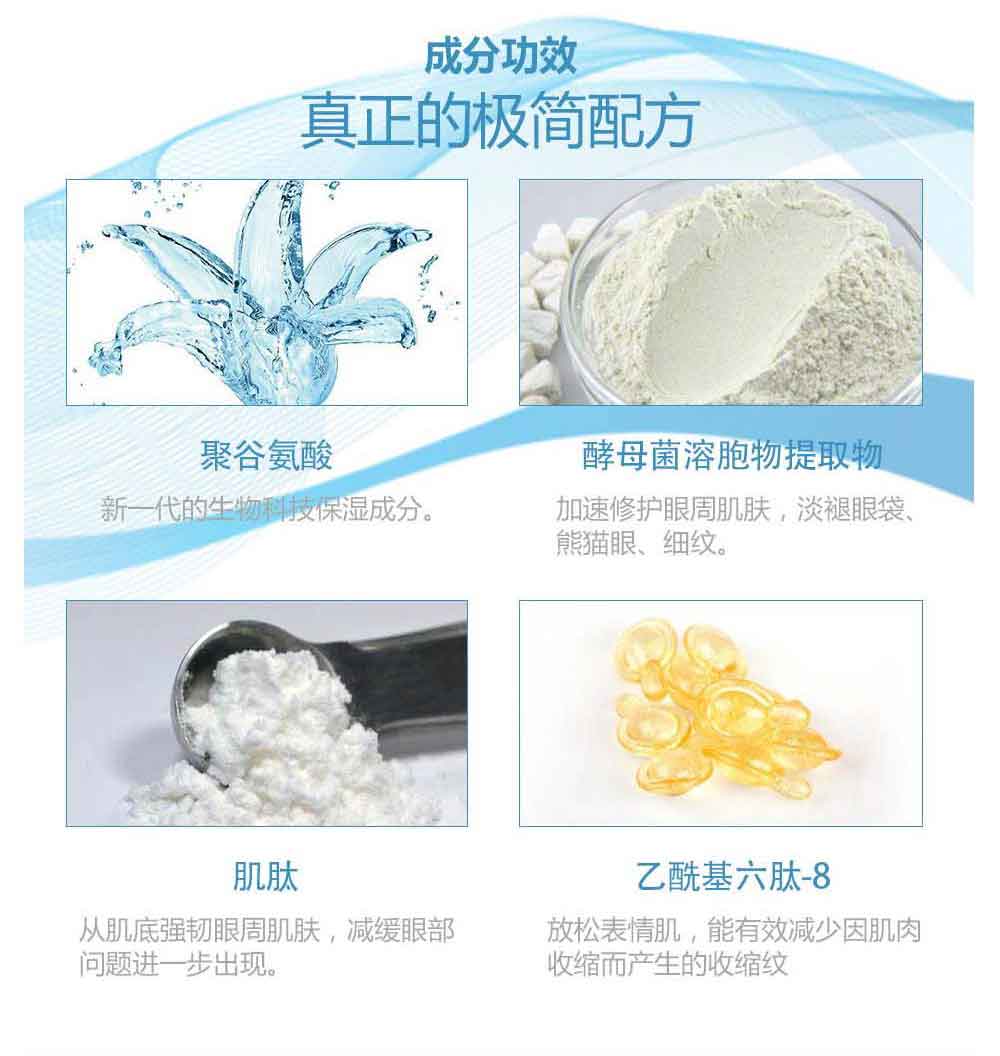 成分功效
真正的极简配方
聚谷氨酸
新一代的生物科技保湿成分。
酵母菌溶胞物提取物
加速修护眼周肌肤，淡褪眼袋、
熊猫眼、细纹。
肌肽
从肌底强韧眼周肌肤，减缓眼部
问题进一步出现。
乙酰基六肽-8
放松表情肌，能有效减少因肌肉
收缩而产生的收缩纹